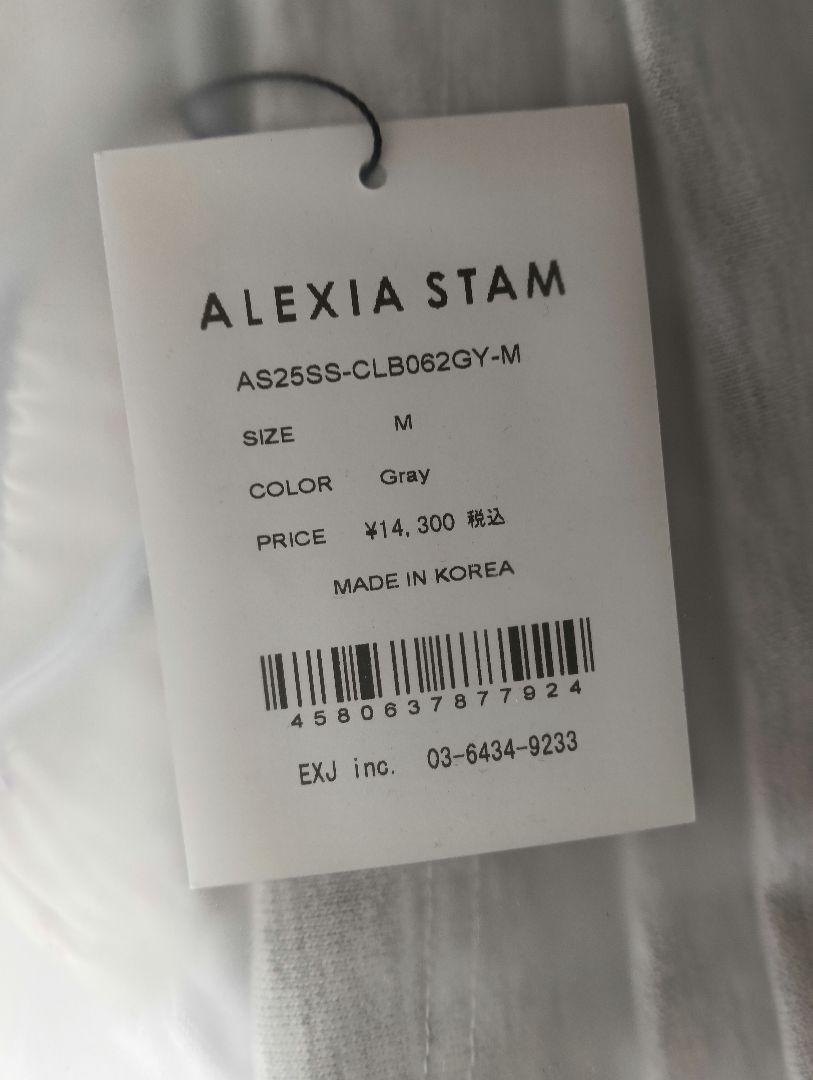 ALEXIA STAM
AS25SS-CLB062GY-M
SIZE M
COLOR Gray
PRICE ¥14,300 税込
MADE IN KOREA
4580637877924
EXJ inc. 03-6434-9233